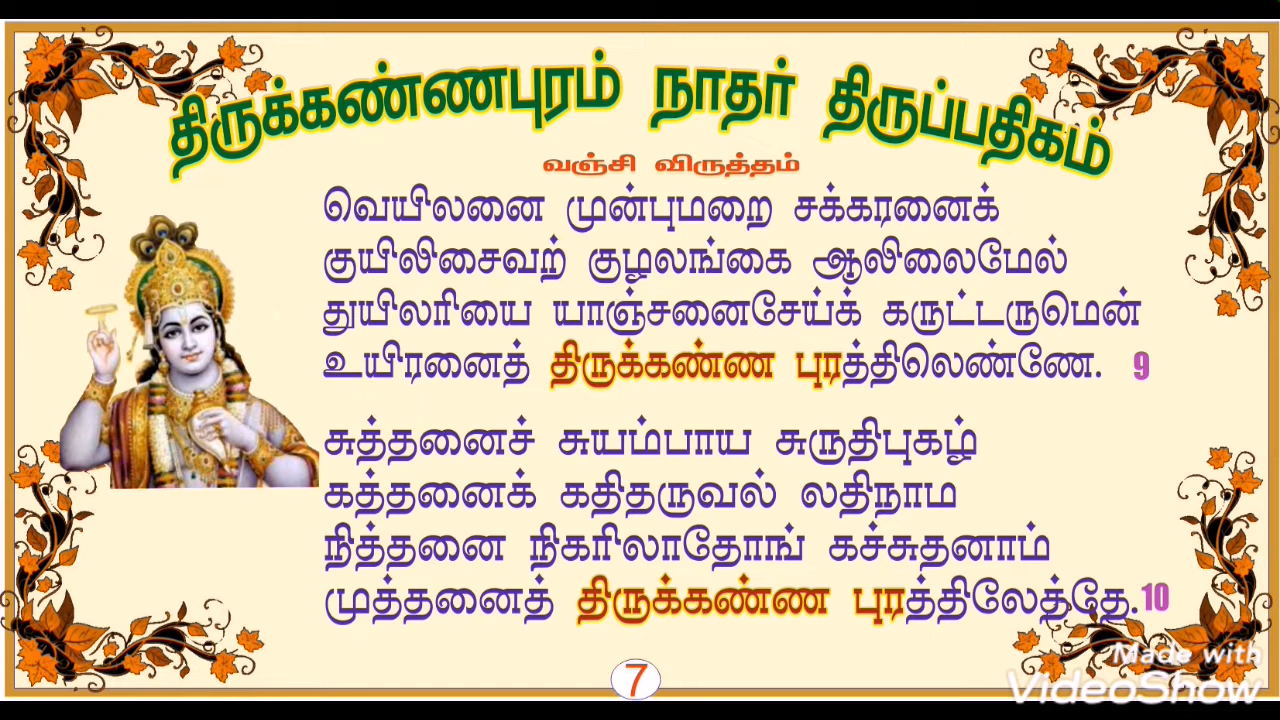 திருக்கண்ணபுரம் நாதர் திருப்பதிகம்
வஞ்சி விருத்தம்
வெயிலனை முன்புமறை சக்கரனைக்
குயிலிசைவற் குழலங்கை ஆலிலைமேல்
துயிலரியை யாஞ்சனைசேய்க் கருட்டருமென்
உயிரனைத் திருக்கண்ண புரத்திலெண்ணே. 9
சுத்தனைச் சுயம்பாய சுருதிபுகழ்
கத்தனைக் கதிதருவல் லதிநாம
நித்தனை நிகரிலாதோங் கச்சுதனாம்
முத்தனைத் திருக்கண்ண புரத்திலேத்தே.10
7
Made with
VideoShow